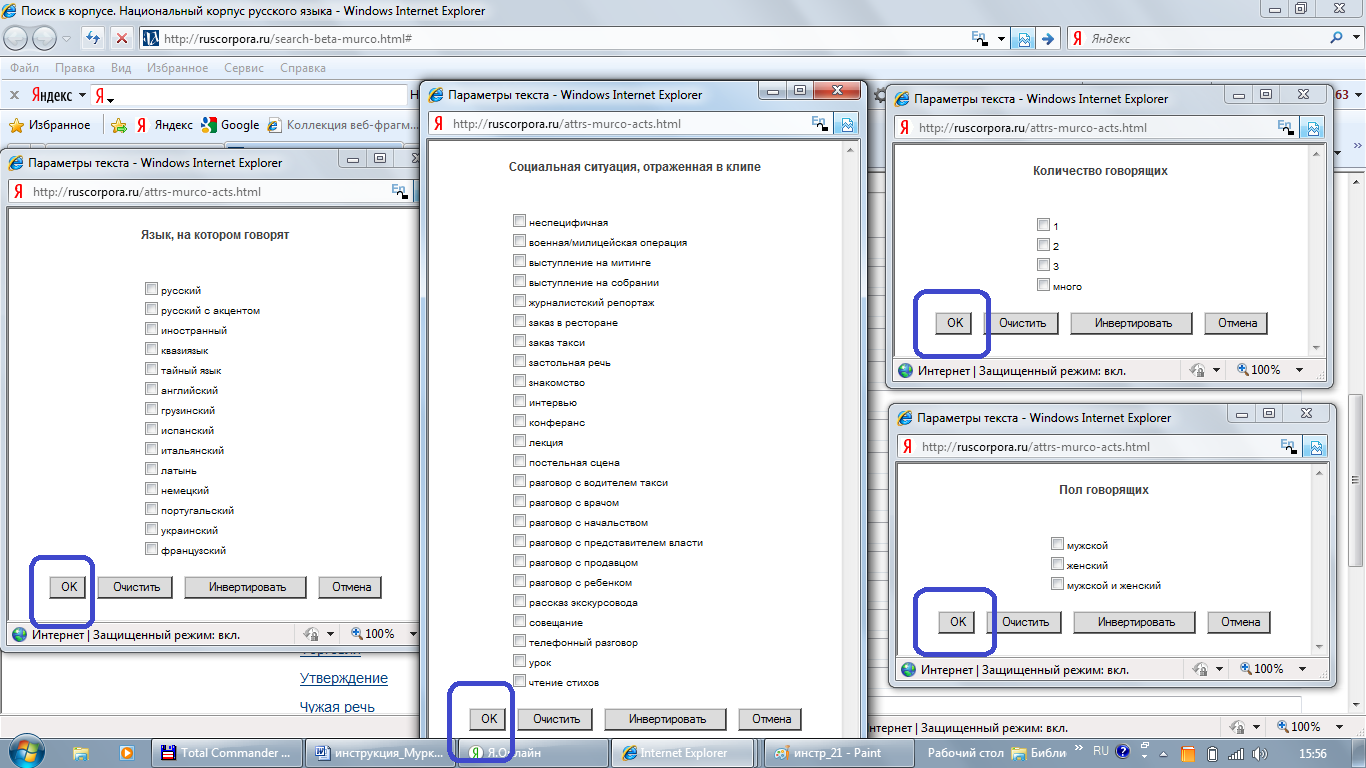 Поиск в корпусе. Национальный корпус русского языка - Windows Internet Explorer
http://ruscorpora.ru/search-beta-murco.html#
Яндекс
Файл Правка Вид Избранное Сервис Справка
Яндекс
Избранное
Яндекс
Google
Коллекция веб-фрагм...
63
Параметры текста - Windows Internet Explorer
http://ruscorpora.ru/attrs-murco-acts.html
Язык, на котором говорят
русский
русский с акцентом
иностранный
квазиязык
тайный язык
английский
грузинский
испанский
итальянский
латынь
немецкий
португальский
украинский
французский
OK Очистить Инвертировать Отмена
Интернет | Защищенный режим: вкл. 100%
Утверждение
Чужая речь
Параметры текста - Windows Internet Explorer
http://ruscorpora.ru/attrs-murco-acts.html
Социальная ситуация, отраженная в клипе
неспецифичная
военная/милицейская операция
выступление на митинге
выступление на собрании
журналистский репортаж
заказ в ресторане
заказ такси
застольная речь
знакомство
интервью
конферанс
лекция
постельная сцена
разговор с водителем такси
разговор с врачом
разговор с начальством
разговор с представителем власти
разговор с продавцом
разговор с ребенком
рассказ экскурсовода
совещание
телефонный разговор
урок
чтение стихов
OK Очистить Инвертировать Отмена
Параметры текста - Windows Internet Explorer
http://ruscorpora.ru/attrs-murco-acts.html
Количество говорящих
1
2
3
много
OK Очистить Инвертировать Отмена
Интернет | Защищенный режим: вкл. 100%
Параметры текста - Windows Internet Explorer
http://ruscorpora.ru/attrs-murco-acts.html
Пол говорящих
мужской
женский
мужской и женский
OK Очистить Инвертировать Отмена
Интернет | Защищенный режим: вкл. 100%
нтернет | Защищенный режим: вкл. 100%
Total Commander ...
инструкция_Мурк...
Я.Онлайн
Internet Explorer
инстр_21 - Paint
Рабочий стол
Библи
RU
15:56